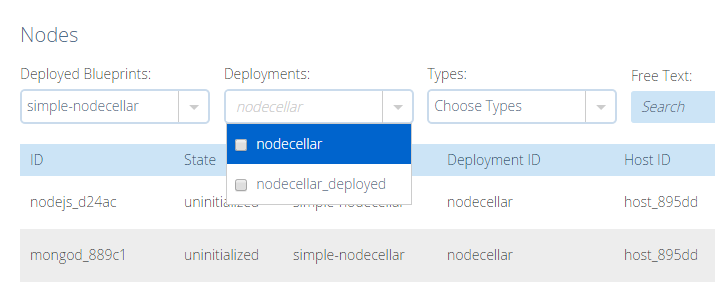 Nodes
Deployed Blueprints: Deployments: Types: Free Text:
simple-nodecellar nodecellar Choose Types Search
nodecellar
ID State Deployment ID Host ID
nodecellar_deployed
nodejs_d24ac uninitialized simple-nodecellar nodecellar host_895dd
mongod_889c1 uninitialized simple-nodecellar nodecellar host_895dd